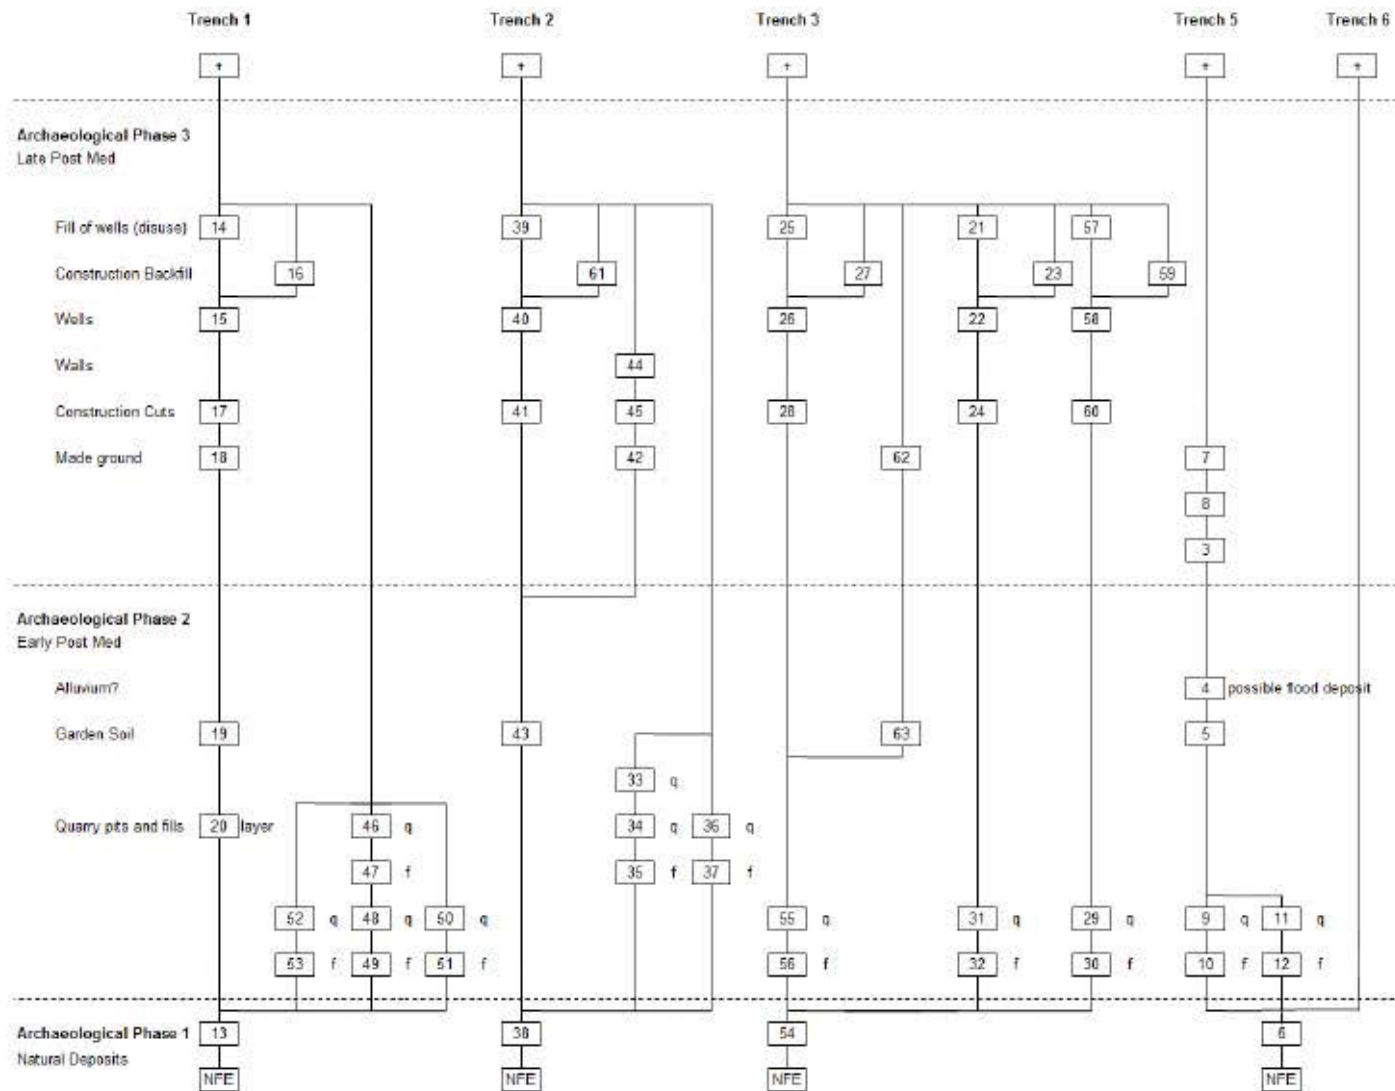 Trench 1 Trench 2 Trench 3 Trench 5 Trench 6
+ + + + +
Archaeological Phase 3
Late Post Med
Fill of wells (disuse) 14 39 25 21 57
Construction Backfill 16 61 27 23 59
Wells 15 40 26 22 58
Walls 44
Construction Cuts 17 41 45 28 24 60
Made ground 18 42 62 7
8
3
Archaeological Phase 2
Early Post Med
Alluvium? 4 possible flood deposit
Garden Soil 19 43 63 5
33 q
Quarry pits and fills 20 layer 46 q 34 q 36 q
47 f 35 f 37 f
52 q 48 q 50 q 55 q 31 q 29 q 9 q 11 q
53 f 49 f 51 f 56 f 32 f 30 f 10 f 12 f
Archaeological Phase 1 13 38 54 6
Natural Deposits
NFE NFE NFE NFE